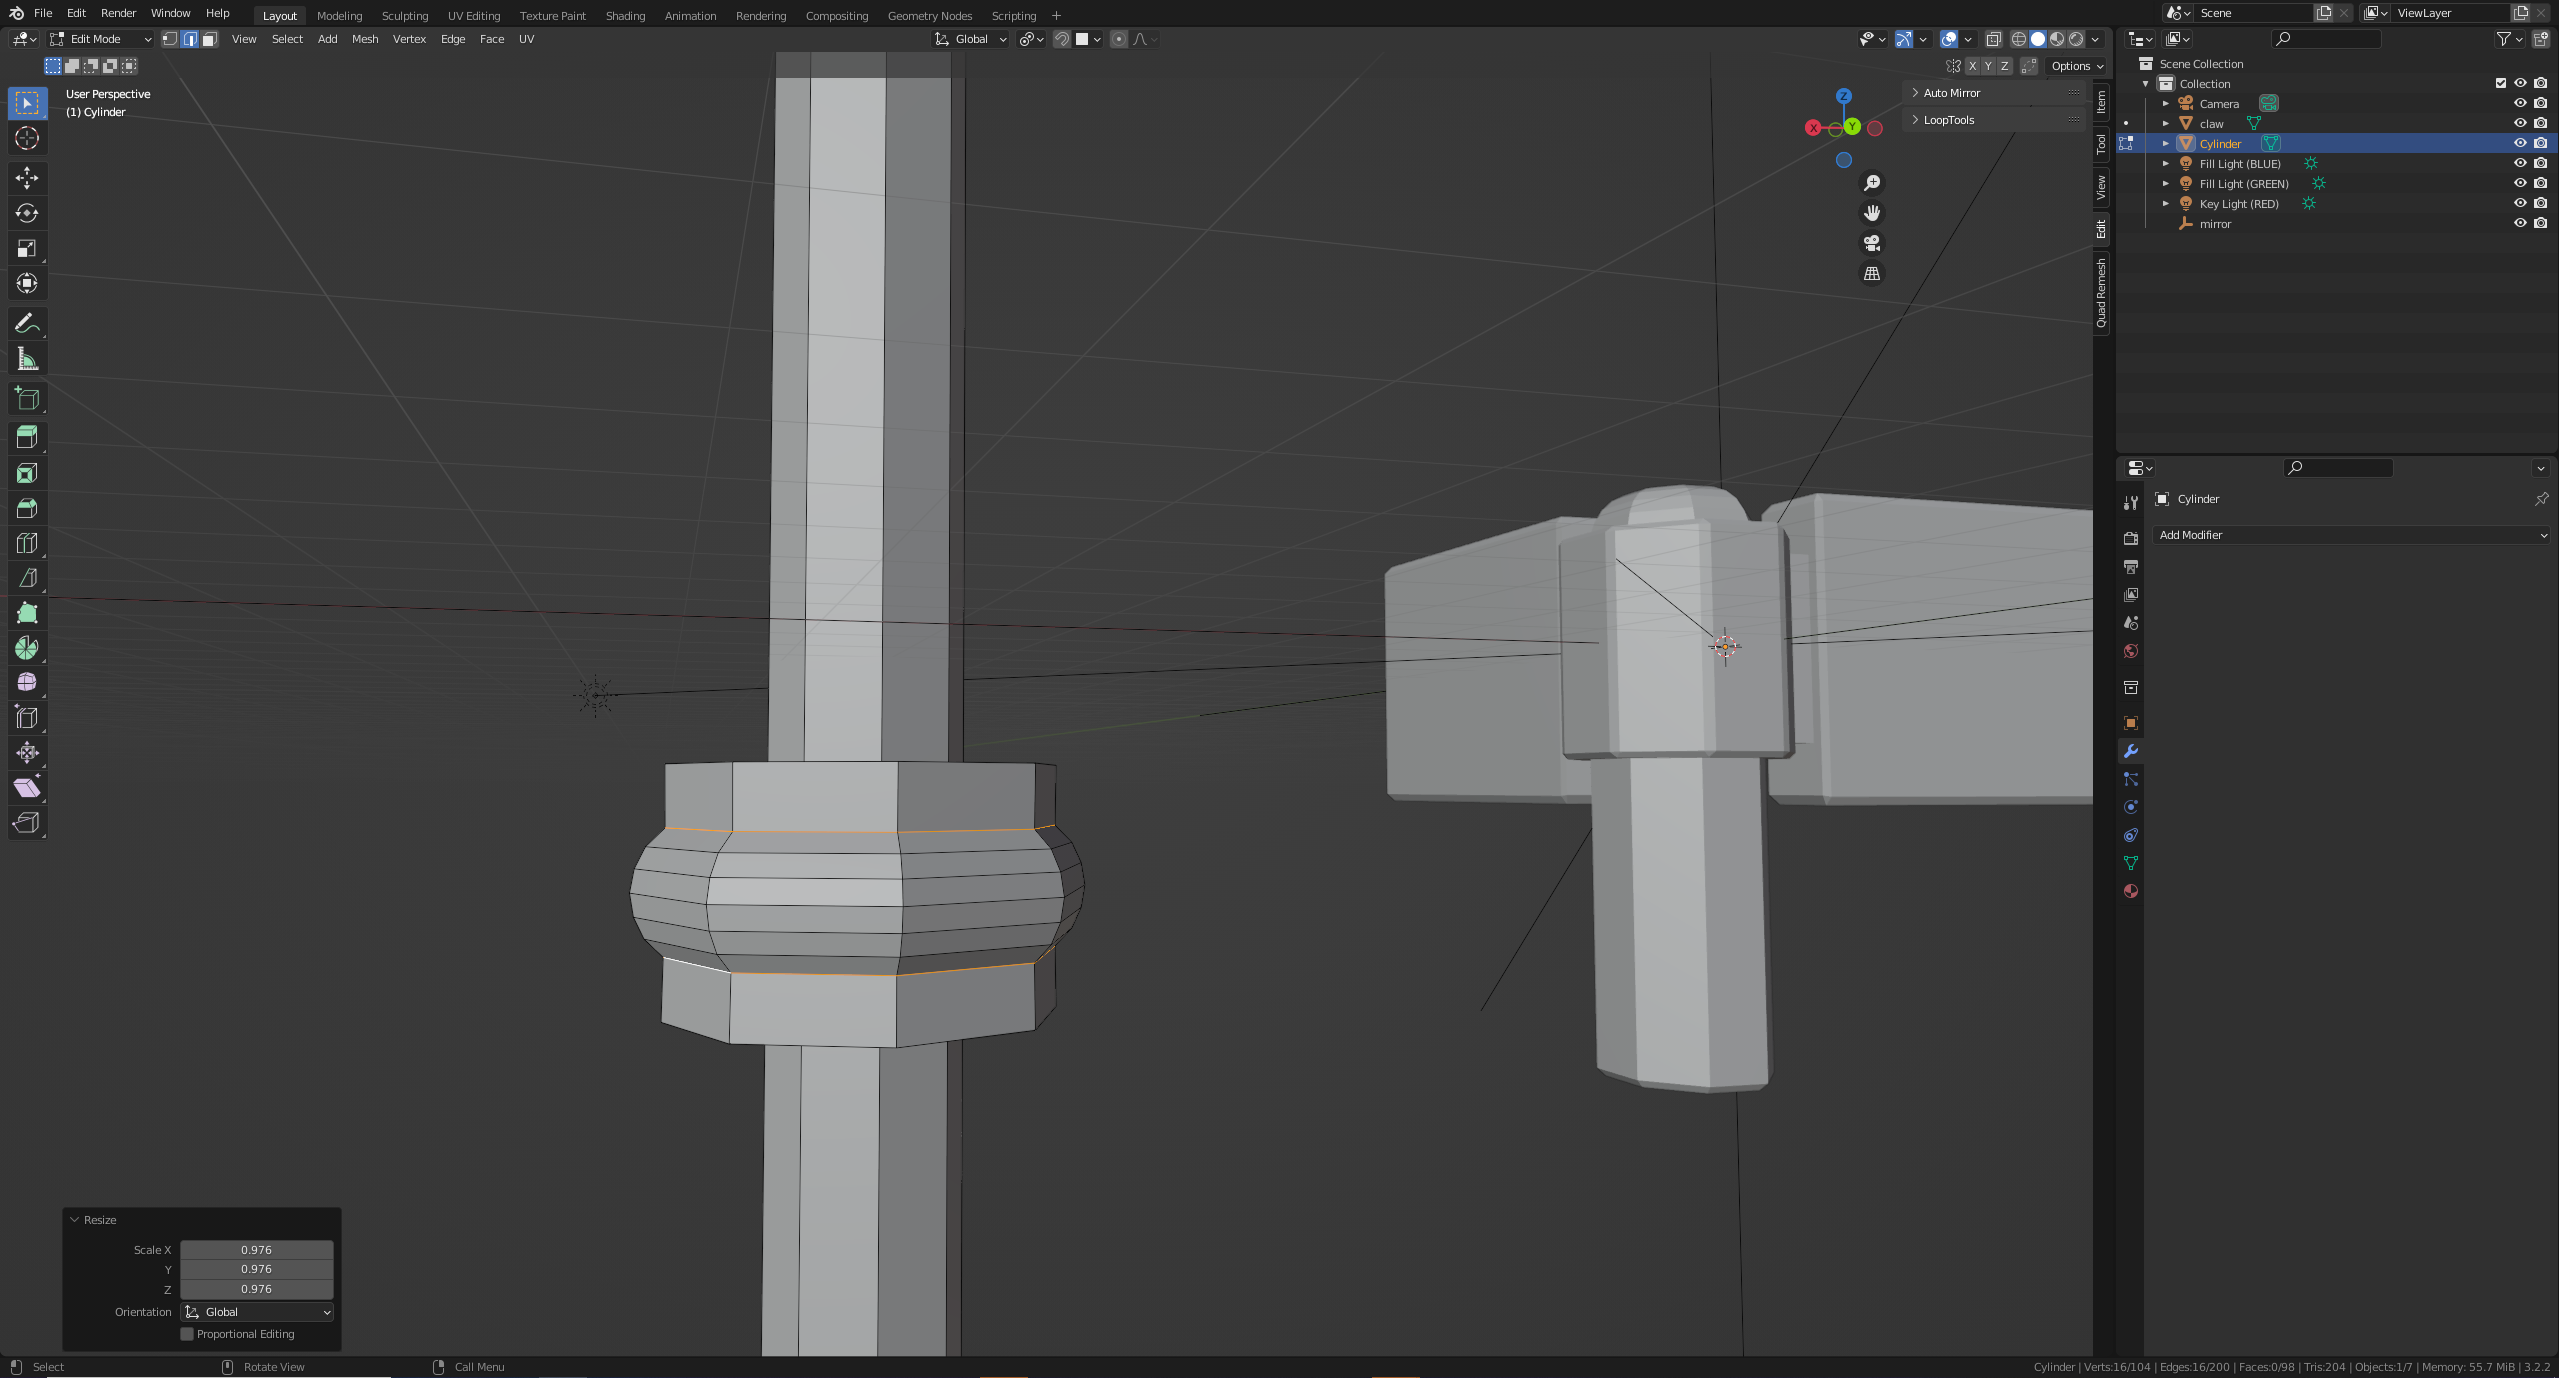 File Edit Render Window Help Layout Modeling Sculpting UV Editing Texture Paint Shading Animation Rendering Compositing Geometry Nodes Scripting + Scene ViewLayer
Edit Mode View Select Add Mesh Vertex Edge Face UV Global
X Y Z Options
User Perspective
(1) Cylinder
Auto Mirror
LoopTools
Z
X Y
Item
Tool
View
Edit
Quad Remesh
Scene Collection
Collection
Camera
claw
Cylinder
Fill Light (BLUE)
Fill Light (GREEN)
Key Light (RED)
mirror
Cylinder
Add Modifier
Resize
Scale X 0.976
Y 0.976
Z 0.976
Orientation Global
Proportional Editing
Select Rotate View Call Menu Cylinder | Verts:16/104 | Edges:16/200 | Faces:0/98 | Tris:204 | Objects:1/7 | Memory: 55.7 MiB | 3.2.2